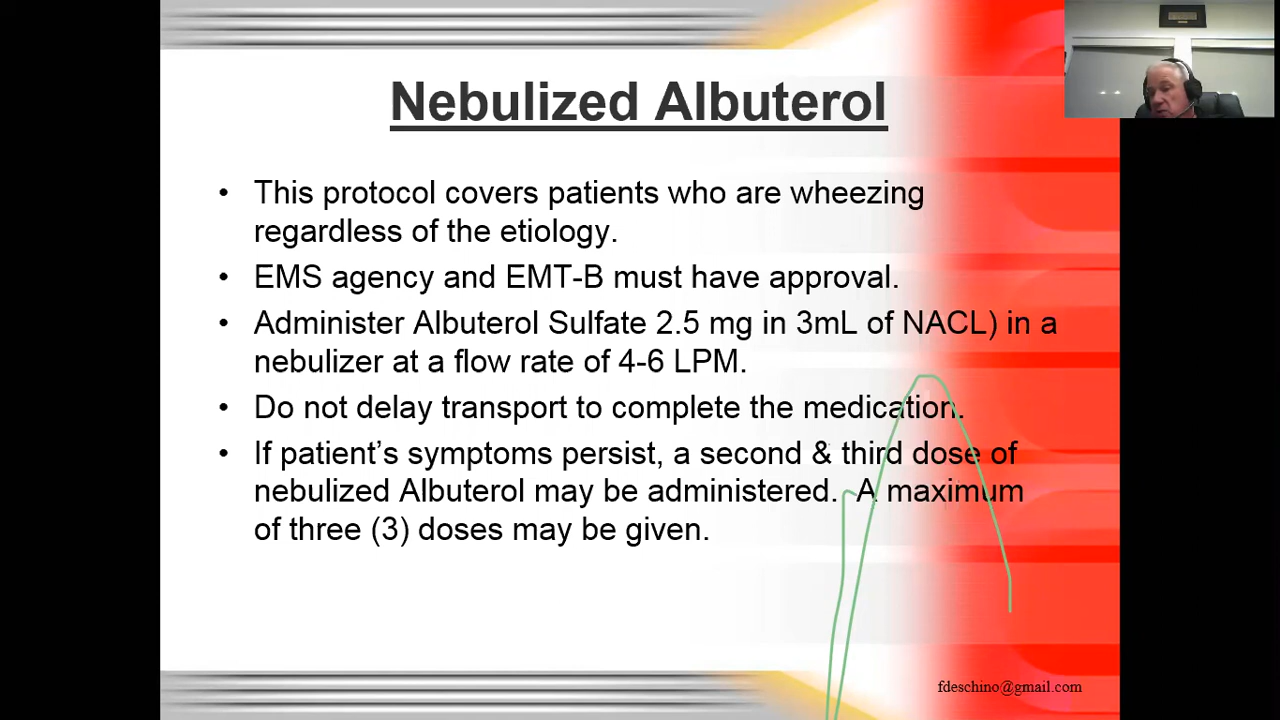 Nebulized Albuterol
• This protocol covers patients who are wheezing
regardless of the etiology.
• EMS agency and EMT-B must have approval.
• Administer Albuterol Sulfate 2.5 mg in 3mL of NACL) in a
nebulizer at a flow rate of 4-6 LPM.
• Do not delay transport to complete the medication.
• If patient’s symptoms persist, a second & third dose of
nebulized Albuterol may be administered. A maximum
of three (3) doses may be given.
fdeschino@gmail.com